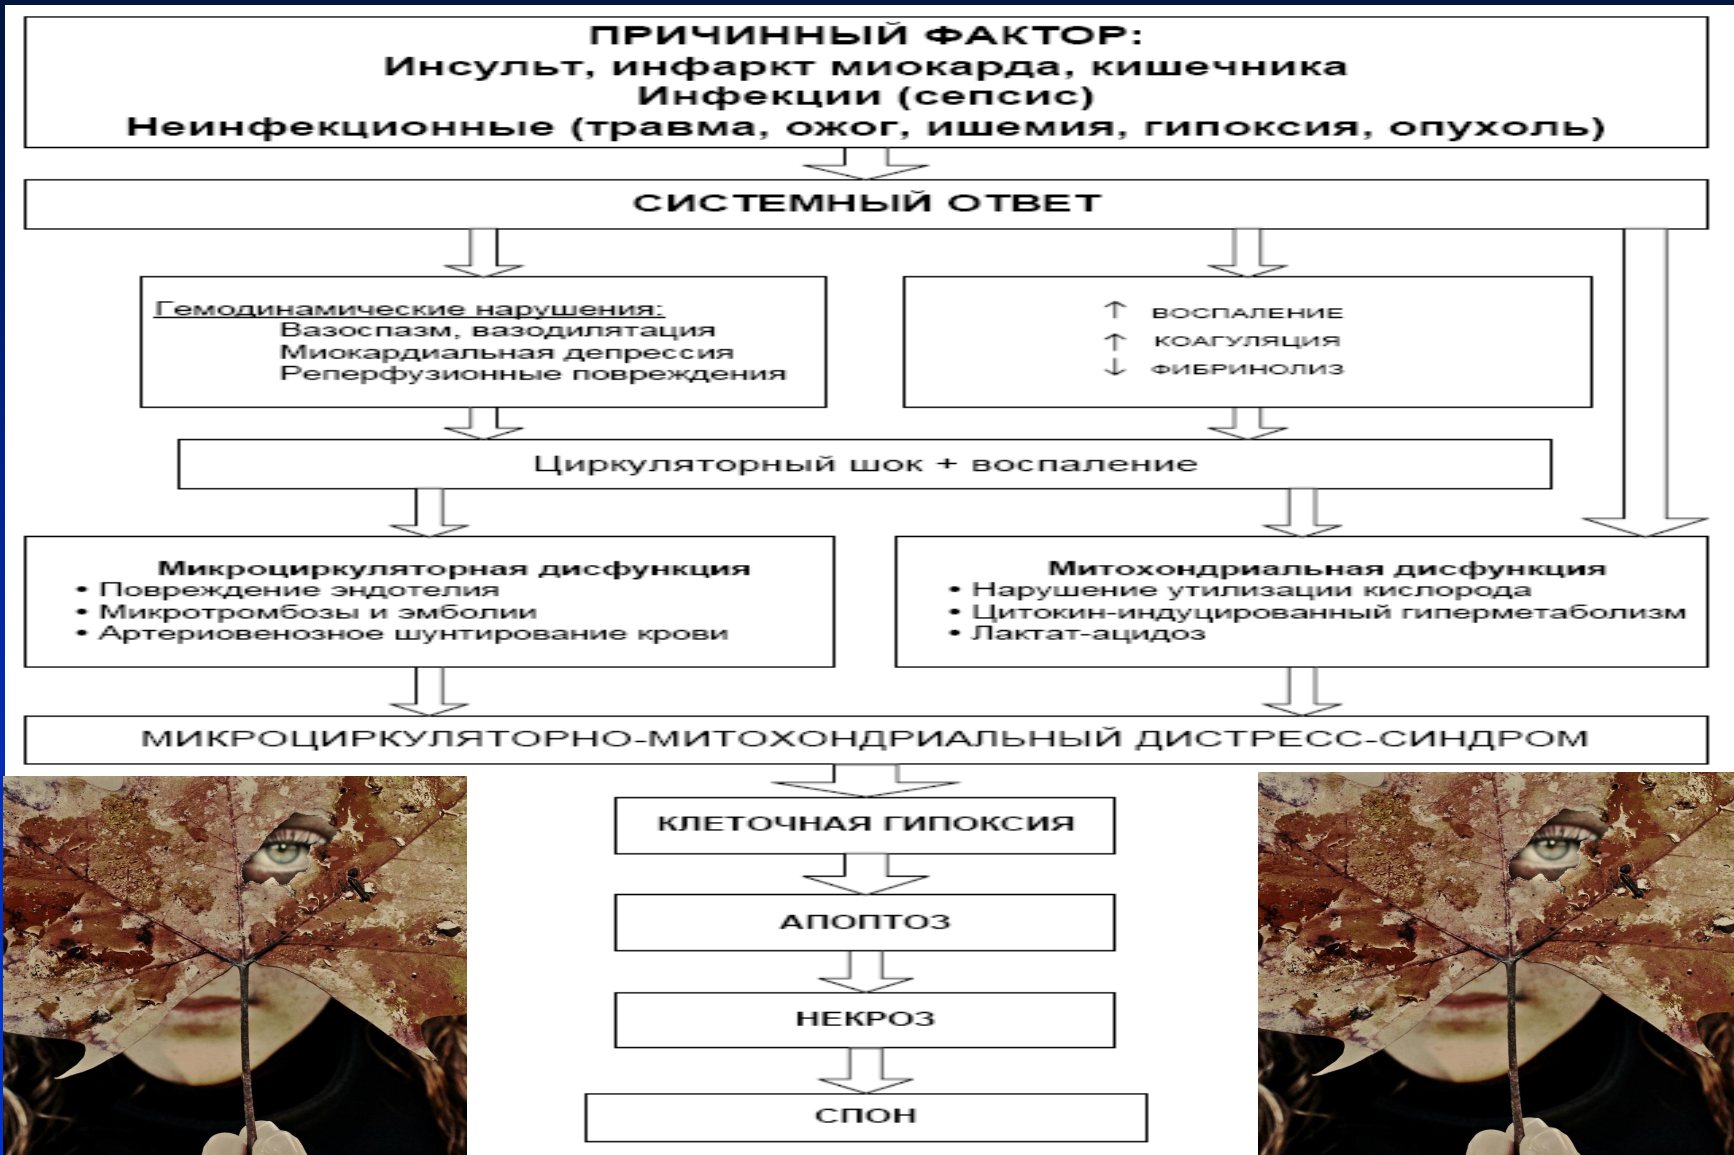 ПРИЧИННЫЙ ФАКТОР:
Инсульт, инфаркт миокарда, кишечника
Инфекции (сепсис)
Неинфекционные (травма, ожог, ишемия, гипоксия, опухоль)
СИСТЕМНЫЙ ОТВЕТ
Гемодинамические нарушения:
Вазоспазм, вазодилятация
Миокардиальная депрессия
Реперфузионные повреждения
↑ ВОСПАЛЕНИЕ
↑ КОАГУЛЯЦИЯ
↓ ФИБРИНОЛИЗ
Циркуляторный шок + воспаление
Микроциркуляторная дисфункция
• Повреждение эндотелия
• Микротромбозы и эмболии
• Артериовенозное шунтирование крови
Митохондриальная дисфункция
• Нарушение утилизации кислорода
• Цитокин-индуцированный гиперметаболизм
• Лактат-ацидоз
МИКРОЦИРКУЛЯТОРНО-МИТОХОНДРИАЛЬНЫЙ ДИСТРЕСС-СИНДРОМ
КЛЕТОЧНАЯ ГИПОКСИЯ
АПОПТОЗ
НЕКРОЗ
СПОН